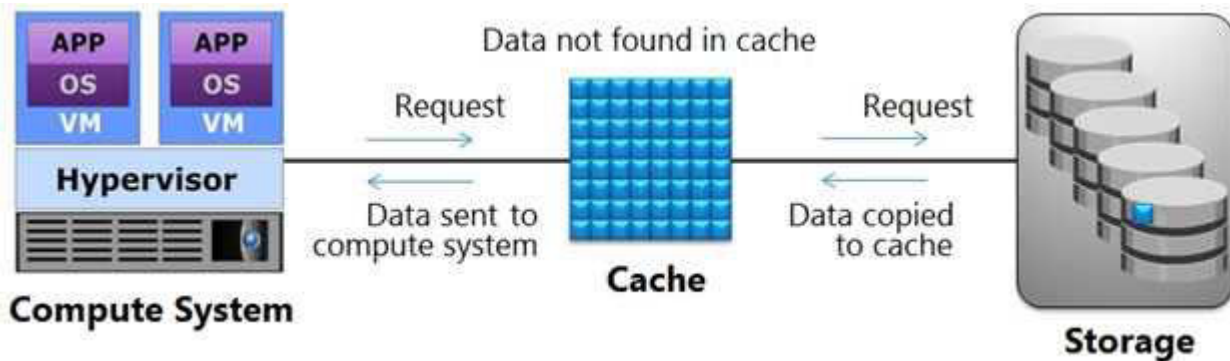 APP
OS
VM
APP
OS
VM
Hypervisor
Compute System
Request
Data sent to
compute system
Data not found in cache
Cache
Request
Data copied
to cache
Storage